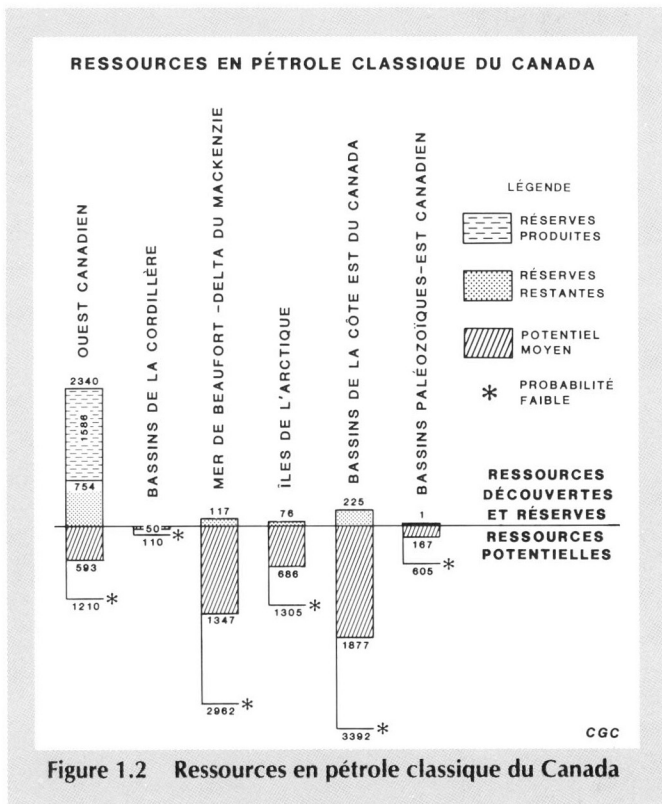 RESSOURCES EN PÉTROLE CLASSIQUE DU CANADA
OUEST CANADIEN
BASSINS DE LA CORDILLÈRE
MER DE BEAUFORT -DELTA DU MACKENZIE
ÎLES DE L'ARCTIQUE
BASSINS DE LA CÔTE EST DU CANADA
BASSINS PALÉOZOÏQUES-EST CANADIEN
LÉGENDE
RÉSERVES
PRODUITES
RÉSERVES
RESTANTES
POTENTIEL
MOYEN
* PROBABILITÉ
FAIBLE
2340
1586
754
593
1210 *
50
110 *
117
1347
2962 *
76
686
1305 *
225
1877
3392 *
1
167
605 *
RESSOURCES
DÉCOUVERTES
ET RÉSERVES
RESSOURCES
POTENTIELLES
CGC
Figure 1.2 Ressources en pétrole classique du Canada